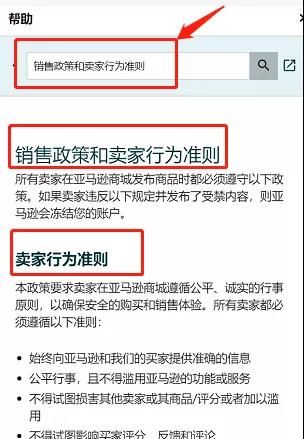 帮助
销售政策和卖家行为准则
销售政策和卖家行为准则
所有卖家在亚马逊商城发布商品时都必须遵守以下政
策。如果卖家违反以下规定并发布了受禁内容，则亚
马逊会冻结您的账户。
卖家行为准则
本政策要求卖家在亚马逊商城遵循公平、诚实的行事
原则，以确保安全的购买和销售体验。所有卖家都必
须遵循以下准则：
• 始终向亚马逊和我们的买家提供准确的信息
• 公平行事，且不得滥用亚马逊的功能或服务
• 不得试图损害其他卖家或其商品/评分或者加以滥
用
• 不得试图影响买家评分、反馈和评论